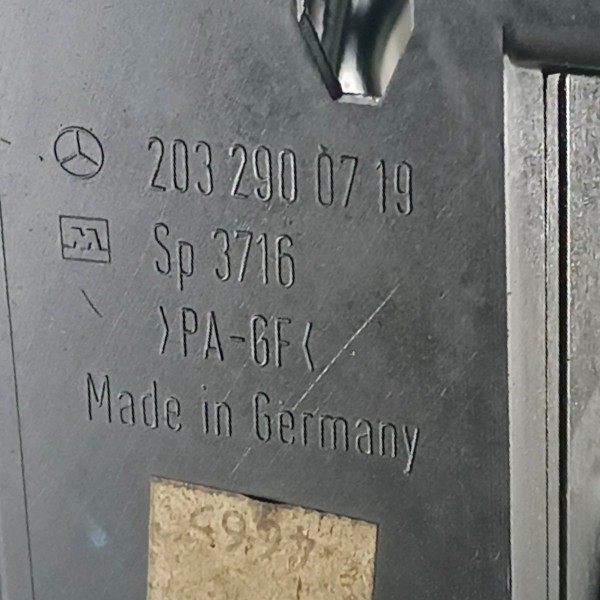 203 290 07 19
Sp 3716
>PA-GF<
Made in Germany